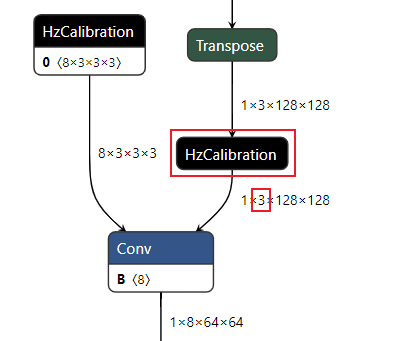 HzCalibration
0 〈8×3×3×3〉
Transpose
1×3×128×128
8×3×3×3
HzCalibration
1×3×128×128
Conv
B 〈8〉
1×8×64×64